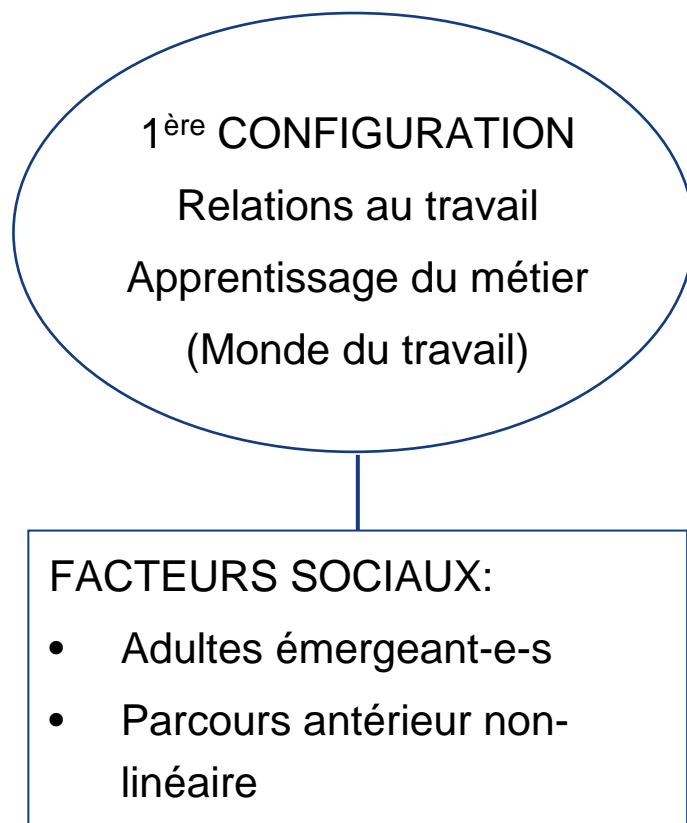 1ère CONFIGURATION
Relations au travail
Apprentissage du métier
(Monde du travail)
FACTEURS SOCIAUX:
• Adultes émergeant-e-s
• Parcours antérieur non-
linéaire